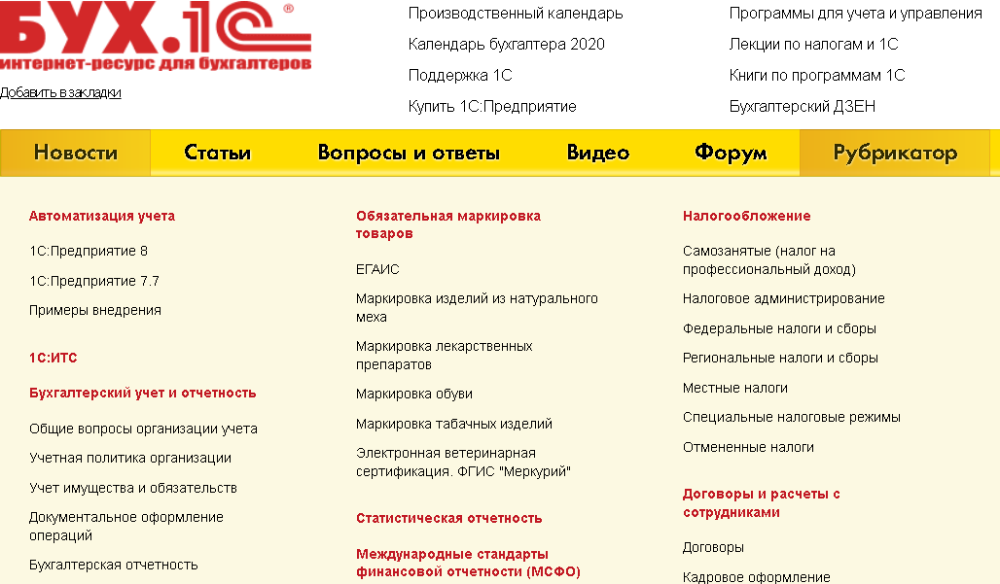 БУХ.1С®
интернет-ресурс для бухгалтеров
Добавить в закладки
Производственный календарь
Календарь бухгалтера 2020
Поддержка 1С
Купить 1С:Предприятие
Программы для учета и управления
Лекции по налогам и 1С
Книги по программам 1С
Бухгалтерский ДЗЕН
Новости
Статьи
Вопросы и ответы
Видео
Форум
Рубрикатор
Автоматизация учета
1С:Предприятие 8
1С:Предприятие 7.7
Примеры внедрения
1С:ИТС
Бухгалтерский учет и отчетность
Общие вопросы организации учета
Учетная политика организации
Учет имущества и обязательств
Документальное оформление
операций
Бухгалтерская отчетность
Обязательная маркировка
товаров
ЕГАИС
Маркировка изделий из натурального
меха
Маркировка лекарственных
препаратов
Маркировка обуви
Маркировка табачных изделий
Электронная ветеринарная
сертификация. ФГИС "Меркурий"
Статистическая отчетность
Международные стандарты
финансовой отчетности (МСФО)
Налогообложение
Самозанятые (налог на
профессиональный доход)
Налоговое администрирование
Федеральные налоги и сборы
Региональные налоги и сборы
Местные налоги
Специальные налоговые режимы
Отмененные налоги
Договоры и расчеты с
сотрудниками
Договоры
Кадровое оформление